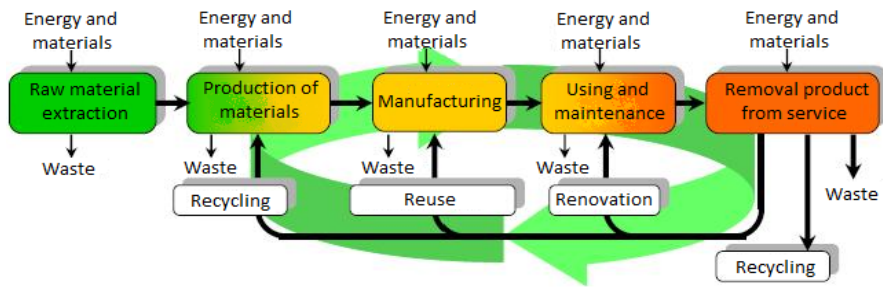 Energy and
materials
Energy and
materials
Energy and
materials
Energy and
materials
Energy and
materials
Raw material
extraction
Production of
materials
Manufacturing
Using and
maintenance
Removal product
from service
Waste
Waste
Waste
Waste
Waste
Recycling
Reuse
Renovation
Recycling